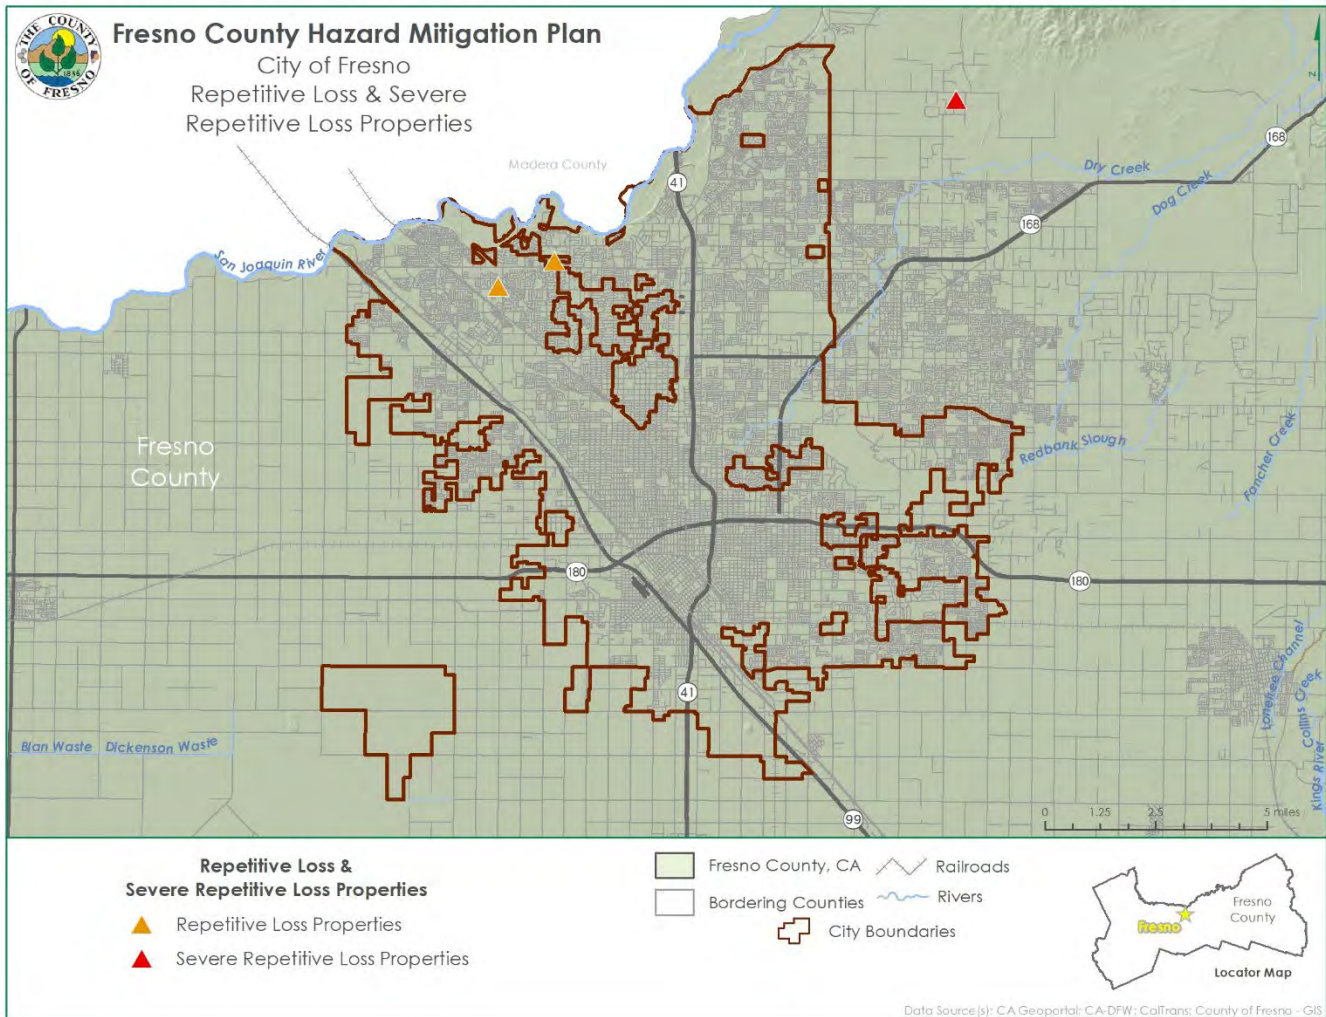 THE COUNTY
OF FRESNO
1856
Fresno County Hazard Mitigation Plan
City of Fresno
Repetitive Loss & Severe
Repetitive Loss Properties
Madera County
N
41
168
168
Dry Creek
Dog Creek
San Joaquin River
Fresno
County
Redbank Slough
Fancher Creek
180
180
41
99
Blan Waste
Dickenson Waste
Lonetree Channel
Collins Creek
Kings River
0 1.25 2.5 5 miles
Repetitive Loss &
Severe Repetitive Loss Properties
Repetitive Loss Properties
Severe Repetitive Loss Properties
Fresno County, CA
Bordering Counties
Railroads
Rivers
City Boundaries
Fresno
County
Fresno
Locator Map
Data Source(s): CA Geoportal; CA-DFW; CalTrans; County of Fresno - GIS